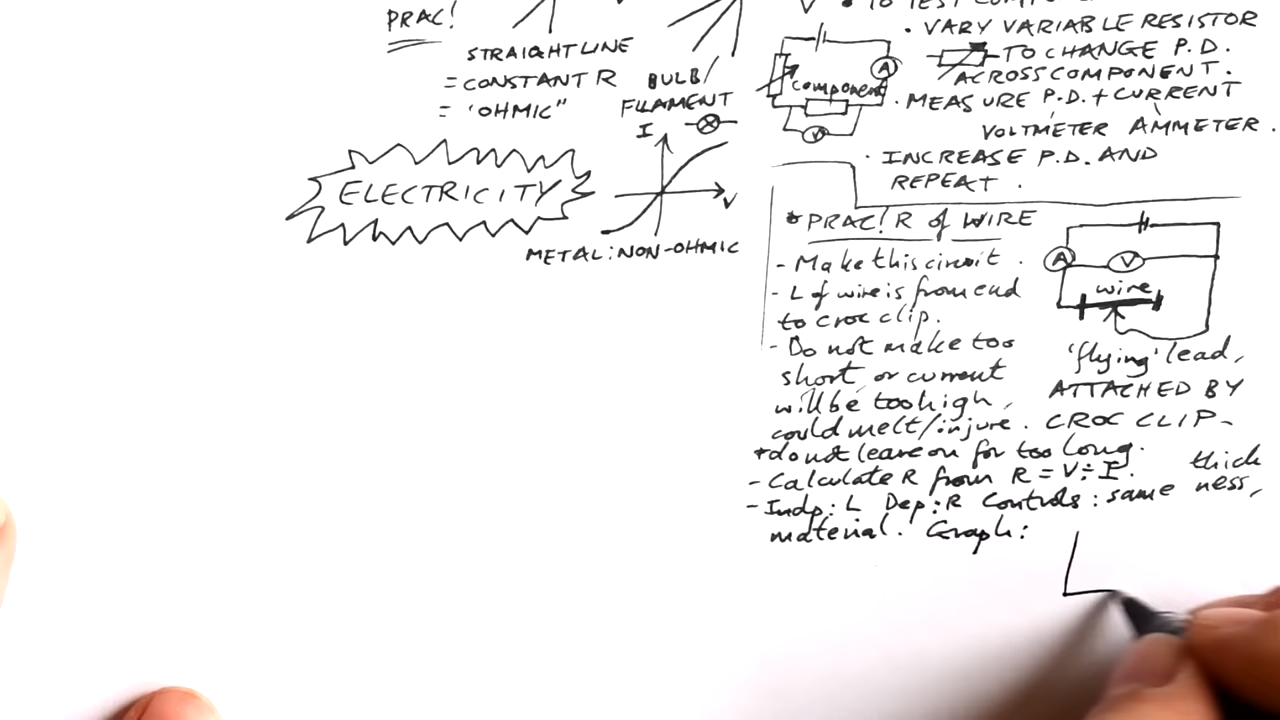 PRAC!
STRAIGHT LINE
= CONSTANT R
= 'OHMIC"
BULB/
FILAMENT
I
V
METAL: NON-OHMIC
ELECTRICITY
V
• VARY VARIABLE RESISTOR
TO CHANGE P.D.
ACROSS COMPONENT.
• MEASURE P.D. + CURRENT
VOLTMETER AMMETER.
• INCREASE P.D. AND
REPEAT.
A
component
V
* PRAC! R of WIRE
- Make this circuit.
- L of wire is from end
to croc clip.
- Do not make too
short, or current
will be too high,
could melt/injure.
* do not leave on for too long.
- Calculate R from R = V ÷ I.
- Indp: L Dep: R Controls: same thick
ness,
material. Graph:
A
V
wire
'flying' lead,
ATTACHED BY
CROC CLIP.